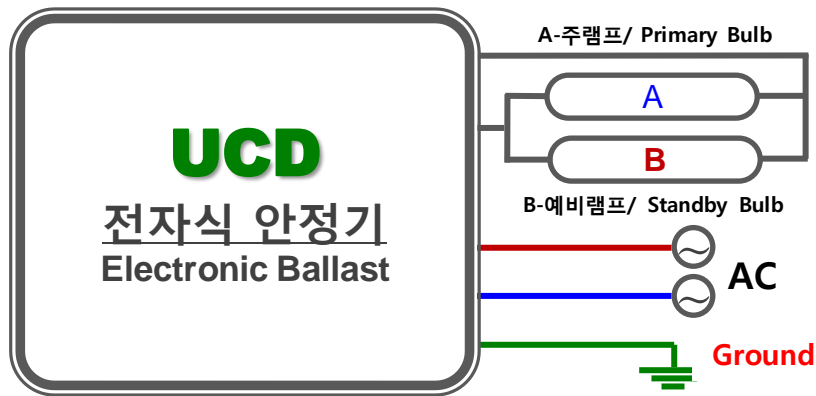 A-주램프/ Primary Bulb
A
UCD
B
전자식 안정기
B-예비램프/ Standby Bulb
Electronic Ballast
AC
Ground